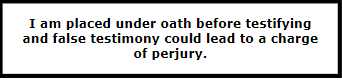 I am placed under oath before testifying
and false testimony could lead to a charge
of perjury.